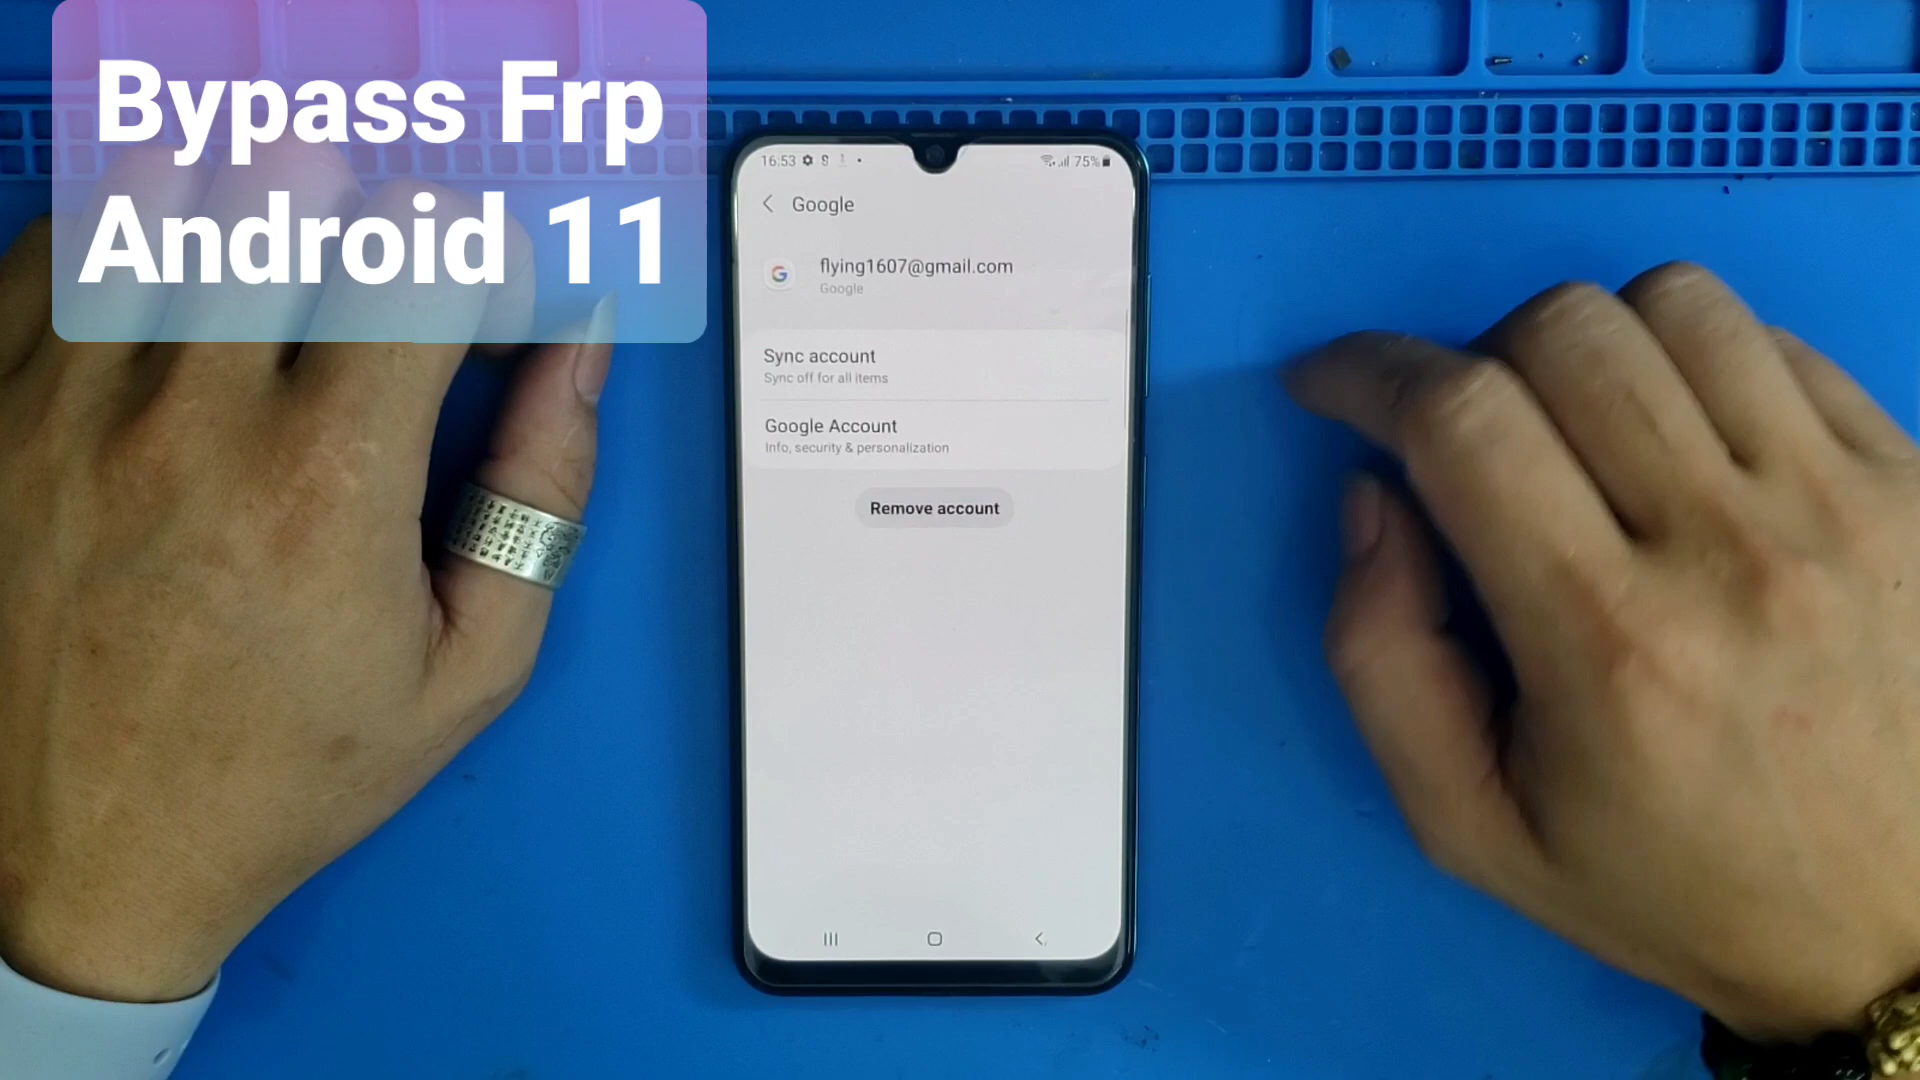 Bypass Frp
Android 11
16:53
75%
Google
flying1607@gmail.com
Google
Sync account
Sync off for all items
Google Account
Info, security & personalization
Remove account